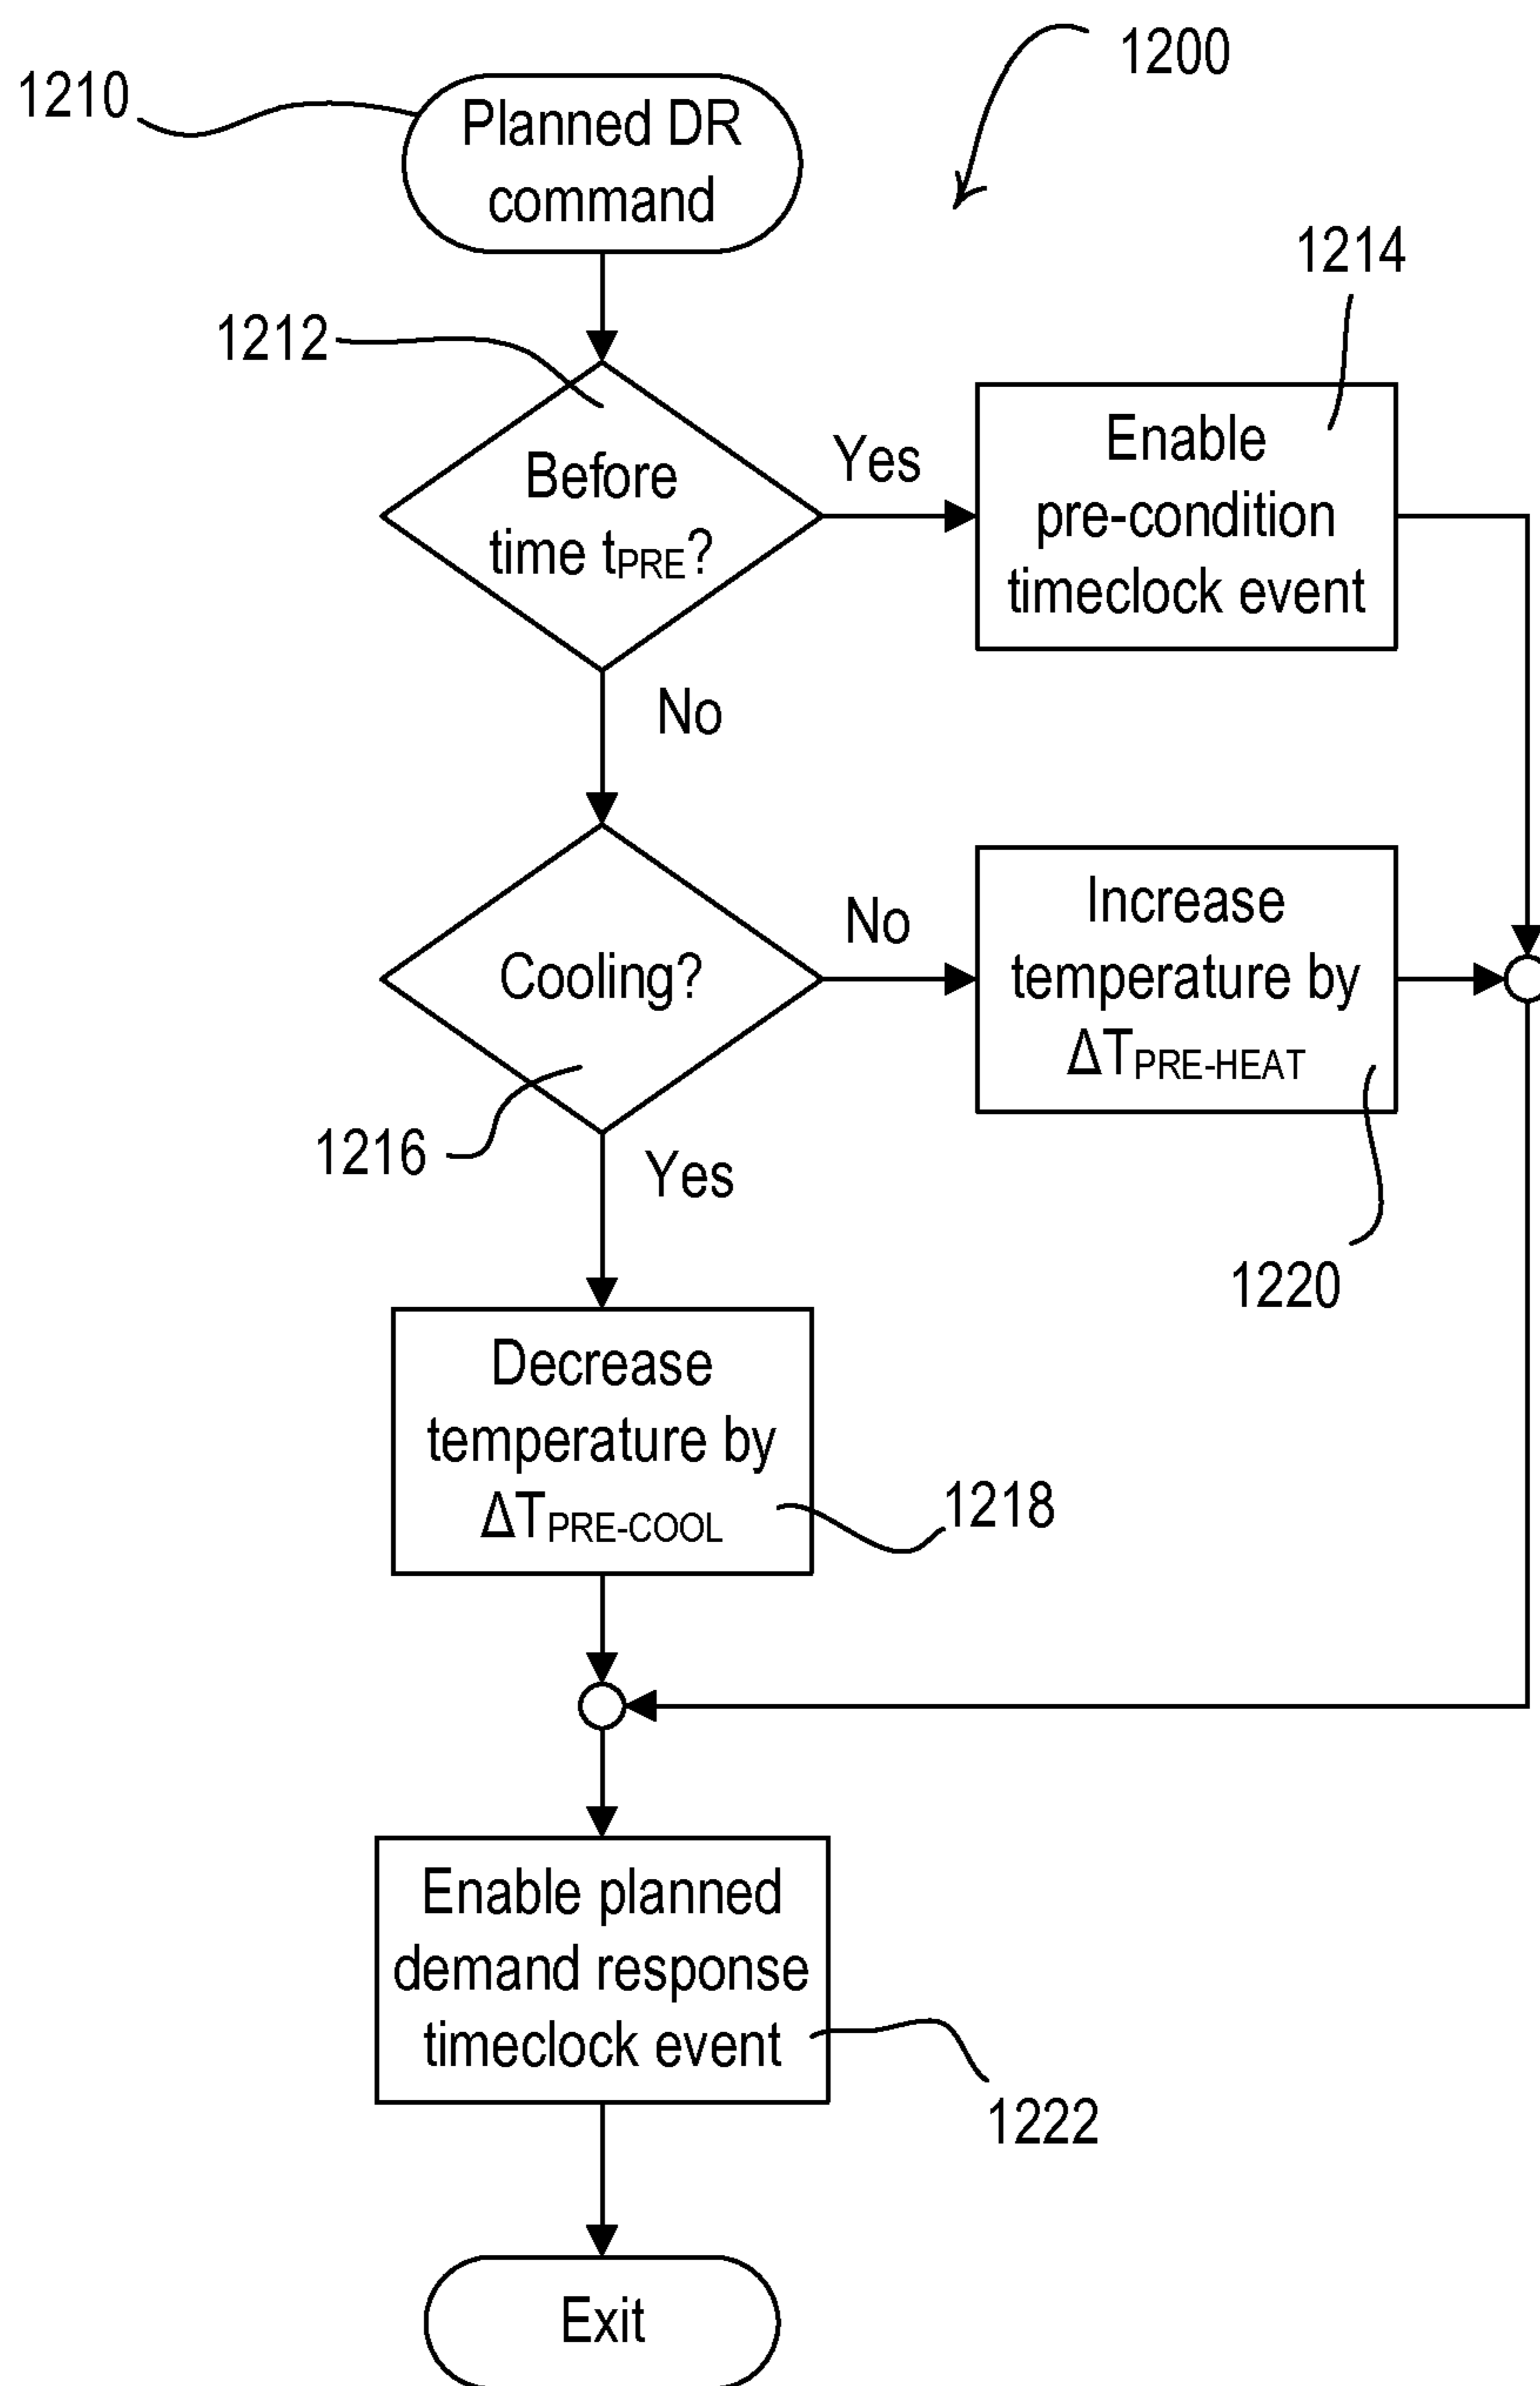 1200
1210
Planned DR
command
1214
1212
Before
time tPRE?
Yes
Enable
pre-condition
timeclock event
No
Cooling?
No
Increase
temperature by
ΔTPRE-HEAT
1216
Yes
1220
Decrease
temperature by
ΔTPRE-COOL
1218
Enable planned
demand response
timeclock event
1222
Exit